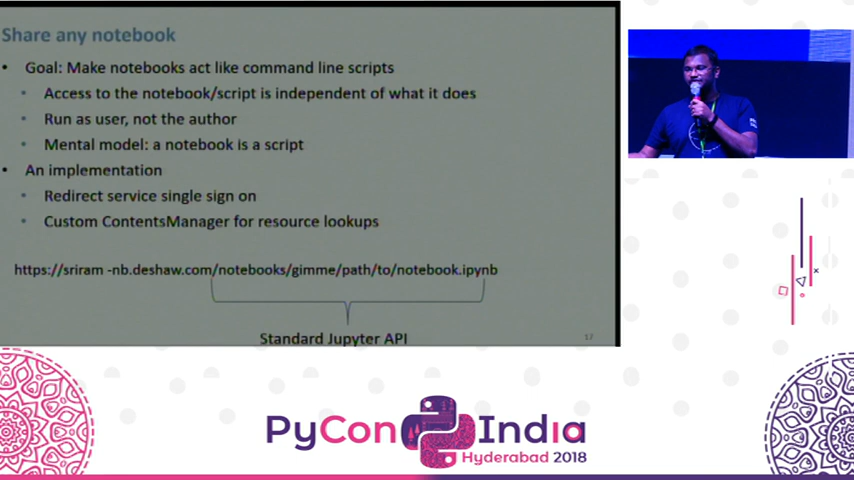 Share any notebook
• Goal: Make notebooks act like command line scripts
• Access to the notebook/script is independent of what it does
• Run as user, not the author
• Mental model: a notebook is a script
• An implementation
• Redirect service single sign on
• Custom ContentsManager for resource lookups
https://sriram -nb.deshaw.com/notebooks/gimme/path/to/notebook.ipynb
Standard Jupyter API
17
PyCon India
Hyderabad 2018